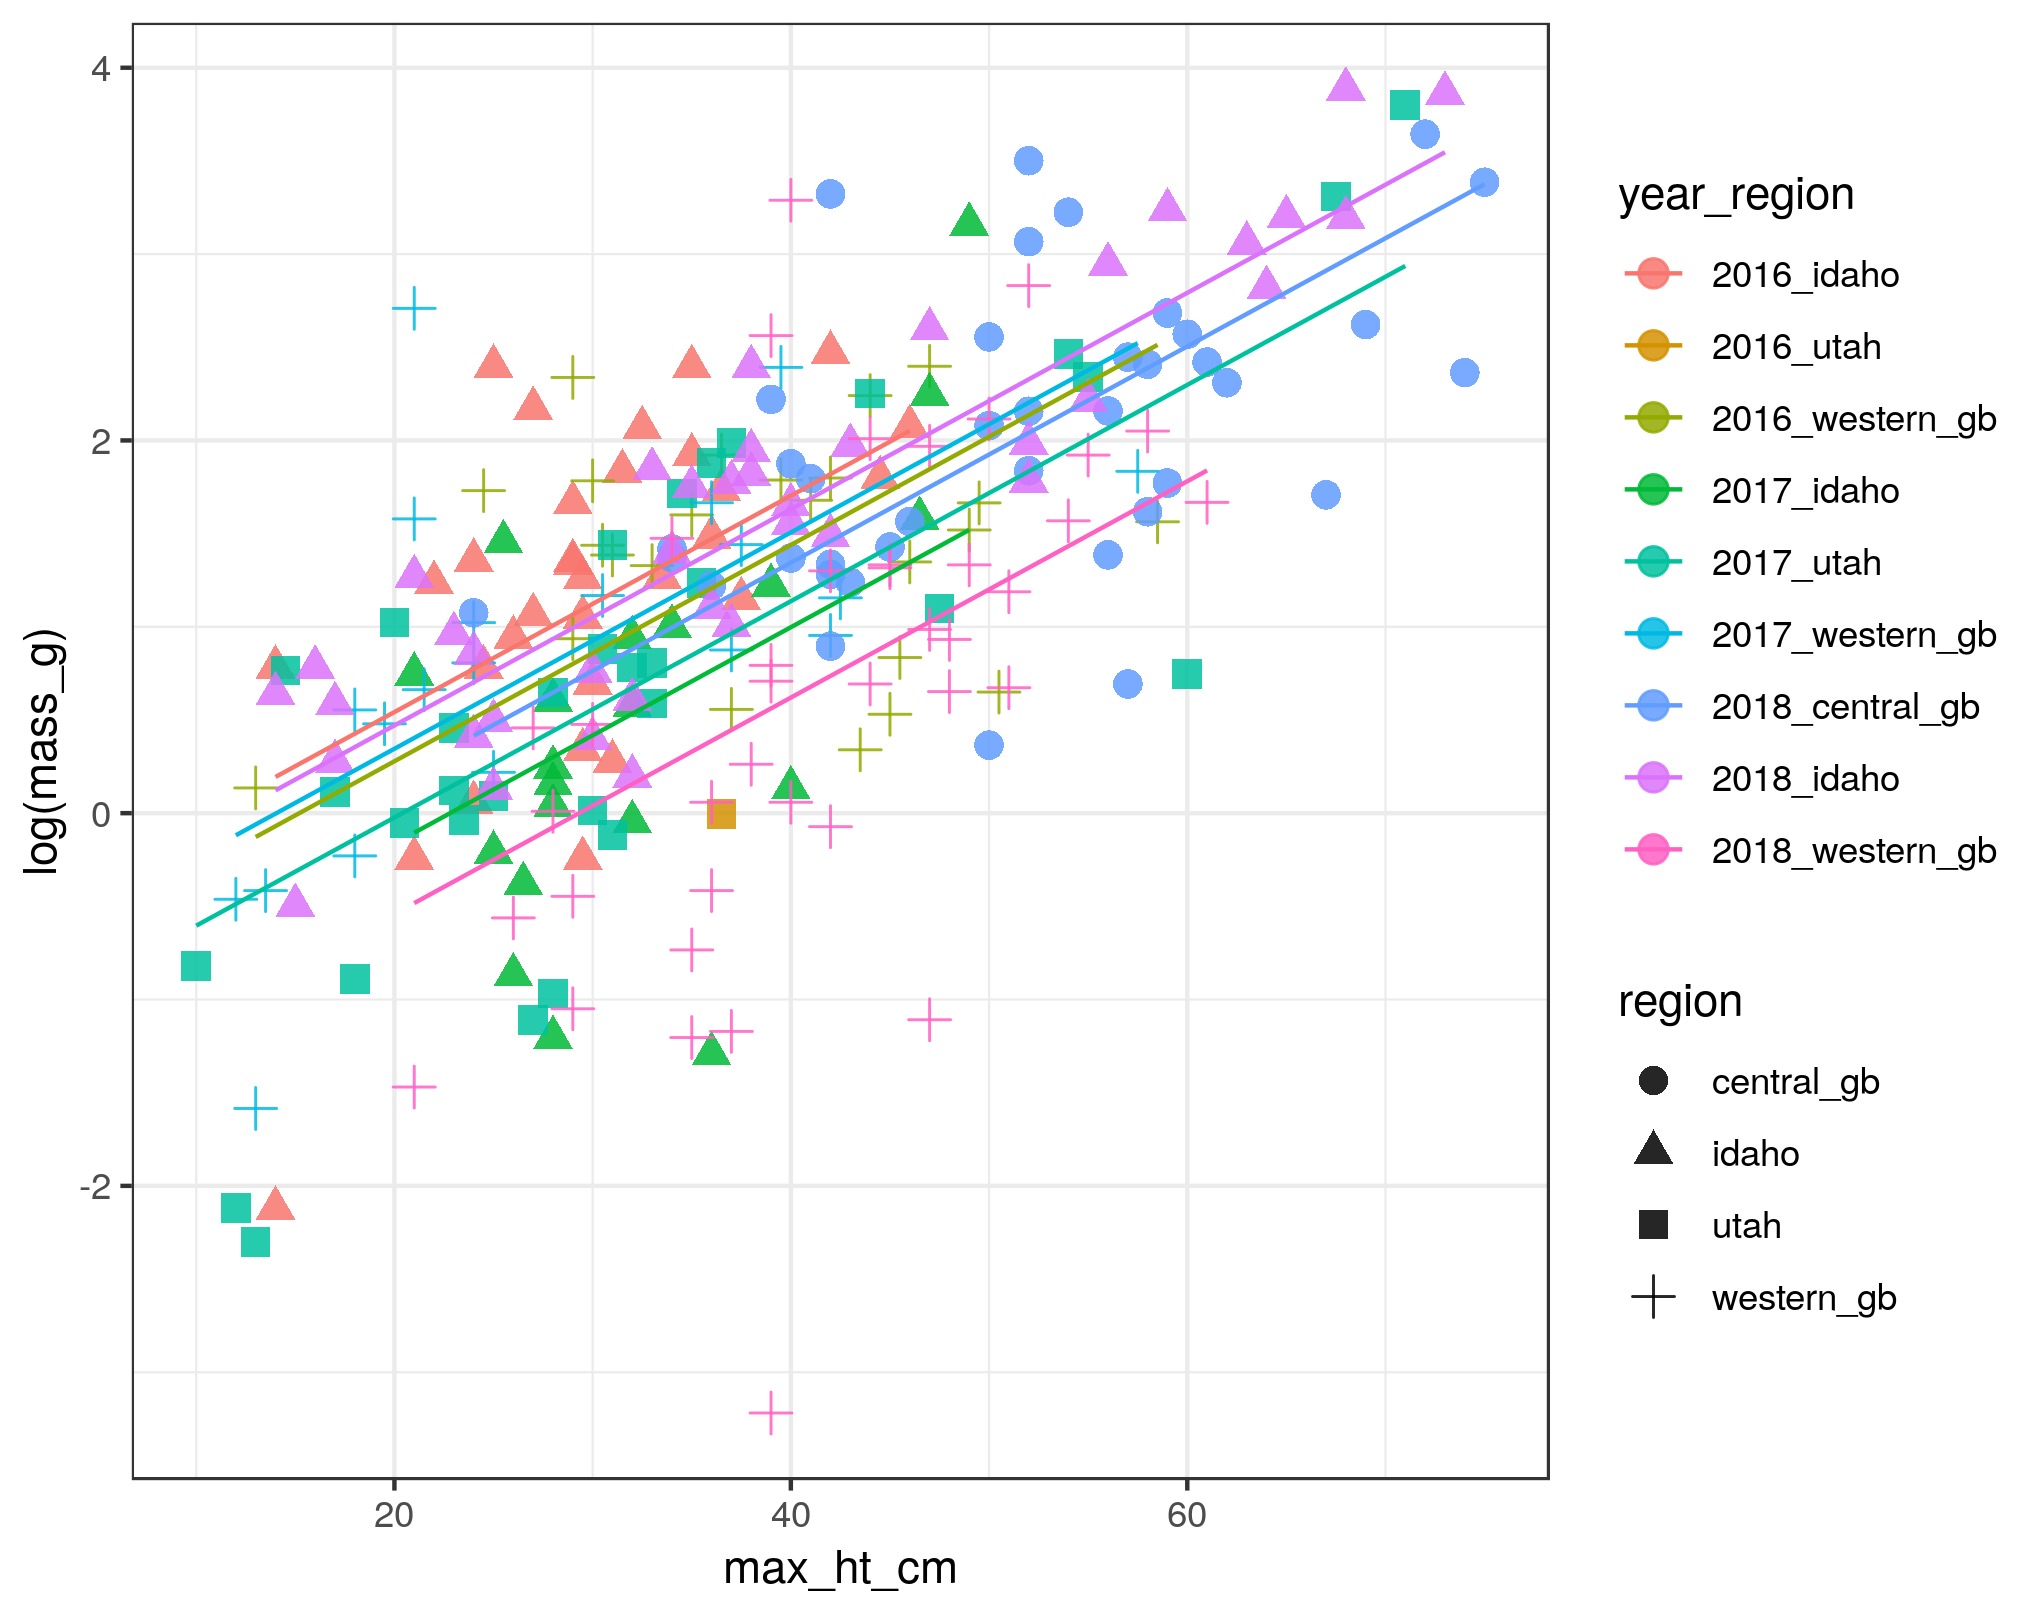 4
2
0
-2
log(mass_g)
20
40
60
max_ht_cm
year_region
2016_idaho
2016_utah
2016_western_gb
2017_idaho
2017_utah
2017_western_gb
2018_central_gb
2018_idaho
2018_western_gb
region
central_gb
idaho
utah
western_gb